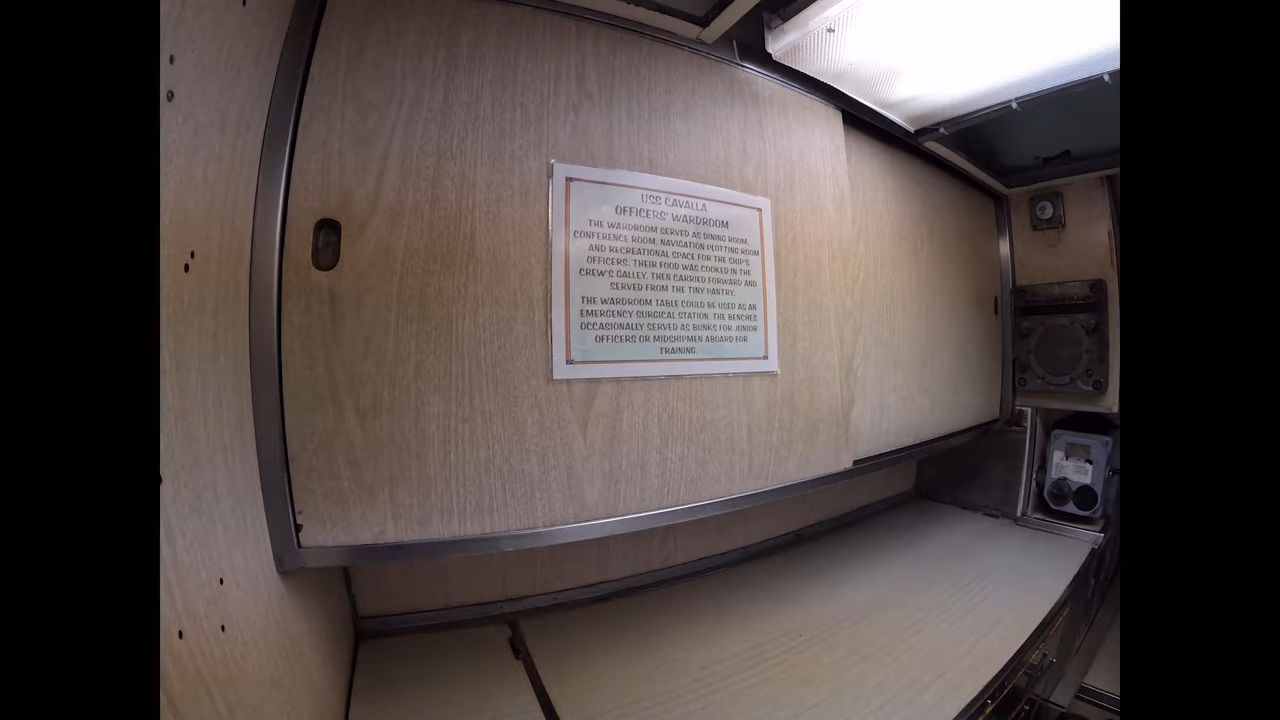 USS CAVALLA
OFFICERS' WARDROOM
THE WARDROOM SERVED AS DINING ROOM,
CONFERENCE ROOM, NAVIGATION PLOTTING ROOM
AND RECREATIONAL SPACE FOR THE SHIP'S
OFFICERS. THEIR FOOD WAS COOKED IN THE
CREW'S GALLEY, THEN CARRIED FORWARD AND
SERVED FROM THE TINY PANTRY.
THE WARDROOM TABLE COULD BE USED AS AN
EMERGENCY SURGICAL STATION. THE BENCHES
OCCASIONALLY SERVED AS BUNKS FOR JUNIOR
OFFICERS OR MIDSHIPMEN ABOARD FOR
TRAINING.